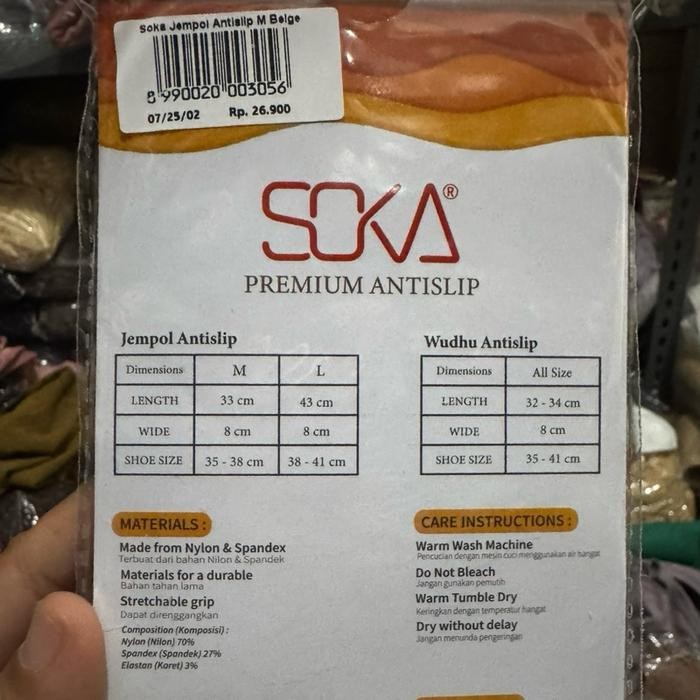 Soka Jempol Antislip M Beige
8 990020 003056
07/25/02 Rp. 26.900
SOKA®
PREMIUM ANTISLIP
Jempol Antislip
Dimensions M L
LENGTH 33 cm 43 cm
WIDE 8 cm 8 cm
SHOE SIZE 35 - 38 cm 38 - 41 cm
Wudhu Antislip
Dimensions All Size
LENGTH 32 - 34 cm
WIDE 8 cm
SHOE SIZE 35 - 41 cm
MATERIALS :
Made from Nylon & Spandex
Terbuat dari bahan Nilon & Spandek
Materials for a durable
Bahan tahan lama
Stretchable grip
Dapat direnggangkan
Composition (Komposisi) :
Nylon (Nilon) 70%
Spandex (Spandek) 27%
Elastan (Karet) 3%
CARE INSTRUCTIONS :
Warm Wash Machine
Pencucian dengan mesin cuci menggunakan air hangat
Do Not Bleach
Jangan gunakan pemutih
Warm Tumble Dry
Keringkan dengan temperatur hangat
Dry without delay
Jangan menunda pengeringan